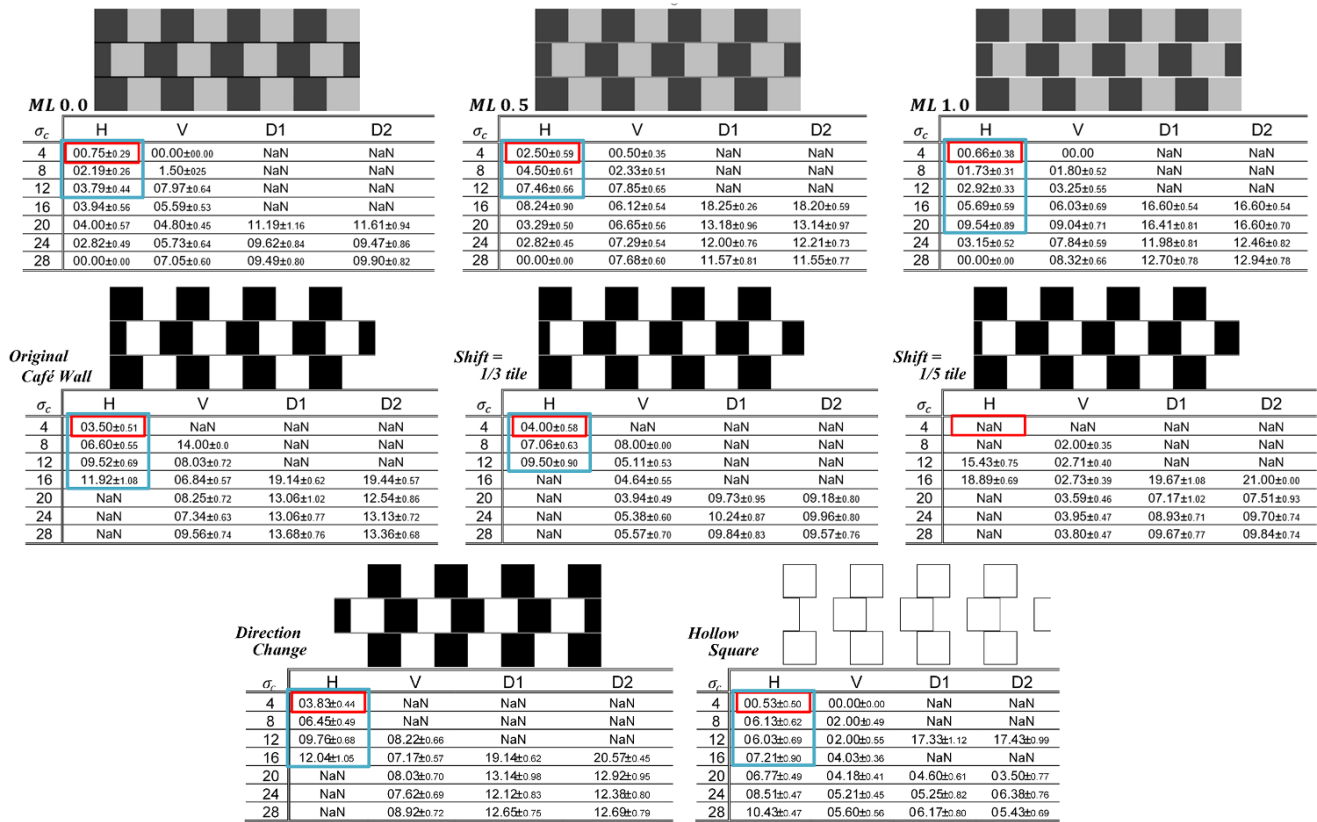 ML 0.0
σc H V D1 D2
4 00.75±0.29 00.00±00.00 NaN NaN
8 02.19±0.26 1.50±025 NaN NaN
12 03.79±0.44 07.97±0.64 NaN NaN
16 03.94±0.56 05.59±0.53 NaN NaN
20 04.00±0.57 04.80±0.45 11.19±1.16 11.61±0.94
24 02.82±0.49 05.73±0.64 09.62±0.84 09.47±0.86
28 00.00±0.00 07.05±0.60 09.49±0.80 09.90±0.82
ML 0.5
σc H V D1 D2
4 02.50±0.59 00.50±0.35 NaN NaN
8 04.50±0.61 02.33±0.51 NaN NaN
12 07.46±0.66 07.85±0.65 NaN NaN
16 08.24±0.90 06.12±0.54 18.25±0.26 18.20±0.59
20 03.29±0.50 06.65±0.56 13.18±0.96 13.14±0.97
24 02.82±0.45 07.29±0.54 12.00±0.76 12.21±0.73
28 00.00±0.00 07.68±0.60 11.57±0.81 11.55±0.77
ML 1.0
σc H V D1 D2
4 00.66±0.38 00.00 NaN NaN
8 01.73±0.31 01.80±0.52 NaN NaN
12 02.92±0.33 03.25±0.55 NaN NaN
16 05.69±0.59 06.03±0.69 16.60±0.54 16.60±0.54
20 09.54±0.89 09.04±0.71 16.41±0.81 16.60±0.70
24 03.15±0.52 07.84±0.59 11.98±0.81 12.46±0.82
28 00.00±0.00 08.32±0.66 12.70±0.78 12.94±0.78
Original
Café Wall
σc H V D1 D2
4 03.50±0.51 NaN NaN NaN
8 06.60±0.55 14.00±0.0 NaN NaN
12 09.52±0.69 08.03±0.72 NaN NaN
16 11.92±1.08 06.84±0.57 19.14±0.62 19.44±0.57
20 NaN 08.25±0.72 13.06±1.02 12.54±0.86
24 NaN 07.34±0.63 13.06±0.77 13.13±0.72
28 NaN 09.56±0.74 13.68±0.76 13.36±0.68
Shift =
1/3 tile
σc H V D1 D2
4 04.00±0.58 NaN NaN NaN
8 07.06±0.63 08.00±0.00 NaN NaN
12 09.50±0.90 05.11±0.53 NaN NaN
16 NaN 04.64±0.55 NaN NaN
20 NaN 03.94±0.49 09.73±0.95 09.18±0.80
24 NaN 05.38±0.60 10.24±0.87 09.96±0.80
28 NaN 05.57±0.70 09.84±0.83 09.57±0.76
Shift =
1/5 tile
σc H V D1 D2
4 NaN NaN NaN NaN
8 NaN 02.00±0.35 NaN NaN
12 15.43±0.75 02.71±0.40 NaN NaN
16 18.89±0.69 02.73±0.39 19.67±1.08 21.00±0.00
20 NaN 03.59±0.46 07.17±1.02 07.51±0.93
24 NaN 03.95±0.47 08.93±0.71 09.70±0.74
28 NaN 03.80±0.47 09.67±0.77 09.84±0.74
Direction
Change
σc H V D1 D2
4 03.83±0.44 NaN NaN NaN
8 06.45±0.49 NaN NaN NaN
12 09.76±0.68 08.22±0.66 NaN NaN
16 12.04±1.05 07.17±0.57 19.14±0.62 20.57±0.45
20 NaN 08.03±0.70 13.14±0.98 12.92±0.95
24 NaN 07.62±0.69 12.12±0.83 12.38±0.80
28 NaN 08.92±0.72 12.65±0.75 12.69±0.79
Hollow
Square
σc H V D1 D2
4 00.53±0.50 00.00±0.00 NaN NaN
8 06.13±0.62 02.00±0.49 NaN NaN
12 06.03±0.69 02.00±0.55 17.33±1.12 17.43±0.99
16 07.21±0.90 04.03±0.36 NaN NaN
20 06.77±0.49 04.18±0.41 04.60±0.61 03.50±0.77
24 08.51±0.47 05.21±0.45 05.25±0.82 06.38±0.76
28 10.43±0.47 05.60±0.56 06.17±0.80 05.43±0.69